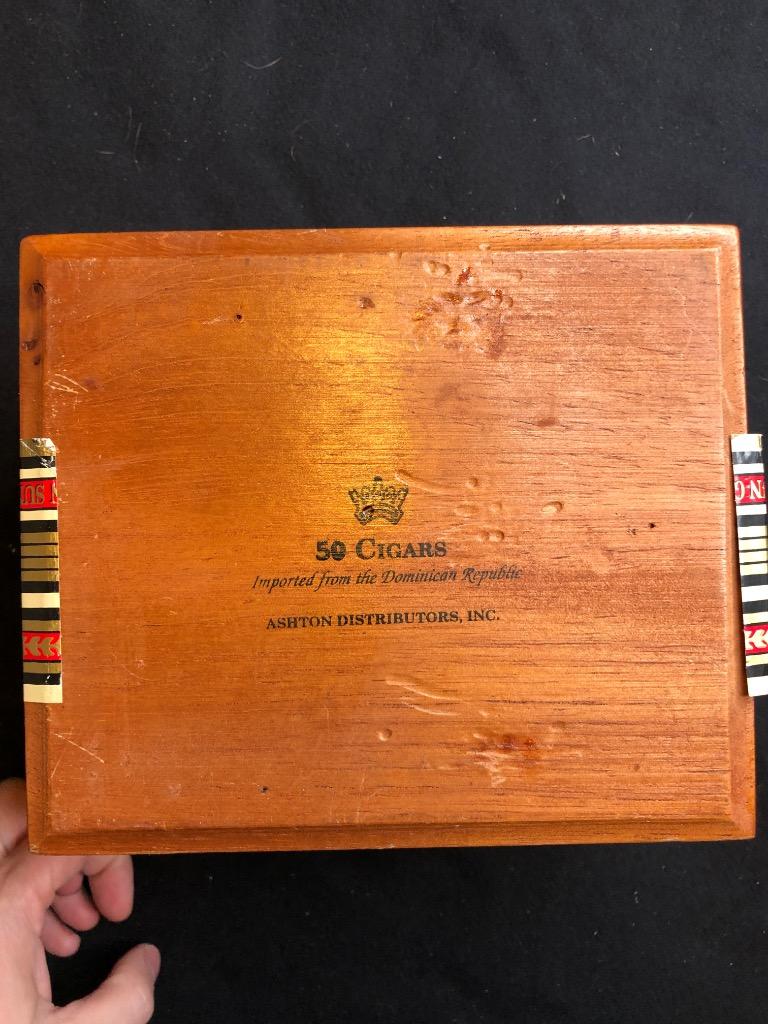 50 CIGARS
Imported from the Dominican Republic
ASHTON DISTRIBUTORS, INC.